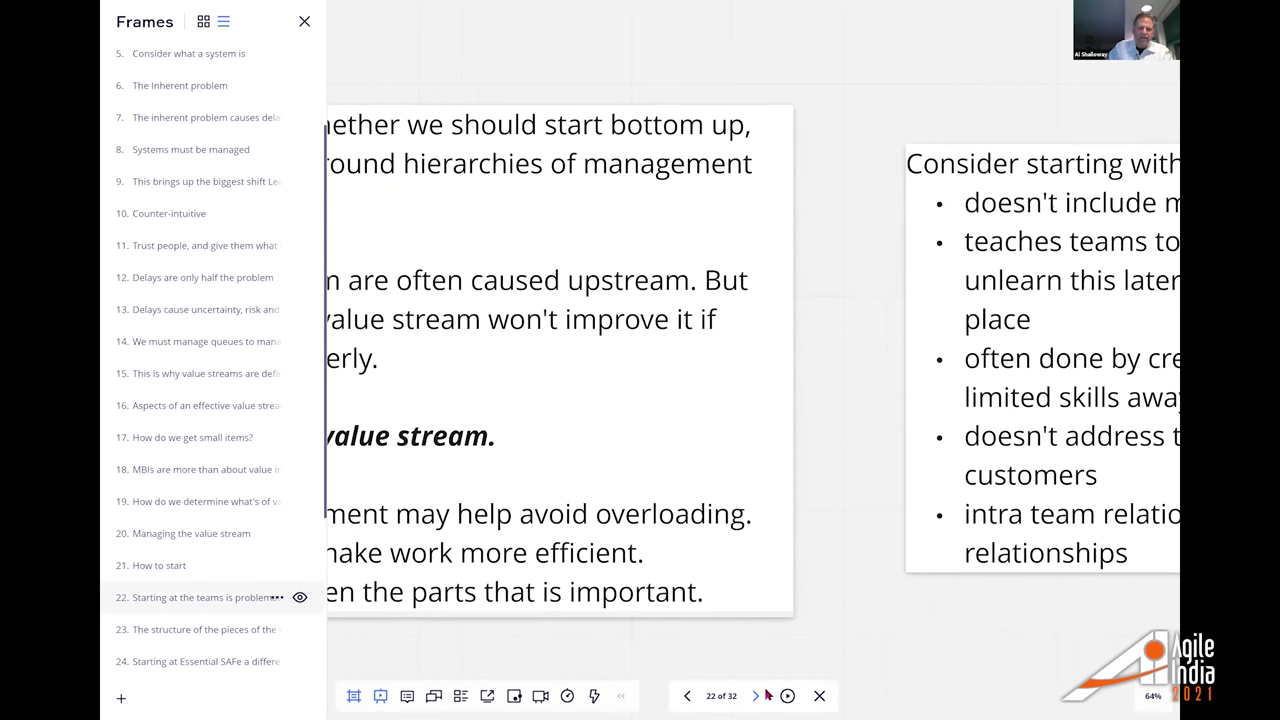 Frames
5. Consider what a system is
6. The Inherent problem
7. The inherent problem causes dela
8. Systems must be managed
9. This brings up the biggest shift Le
10. Counter-intuitive
11. Trust people, and give them what
12. Delays are only half the problem
13. Delays cause uncertainty, risk and
14. We must manage queues to mana
15. This is why value streams are defi
16. Aspects of an effective value strea
17. How do we get small items?
18. MBIs are more than about value i
19. How do we determine what's of va
20. Managing the value stream
21. How to start
22. Starting at the teams is problem
23. The structure of the pieces of the
24. Starting at Essential SAFe a differe
hether we should start bottom up,
round hierarchies of management
n are often caused upstream. But
value stream won't improve it if
erly.
value stream.
ment may help avoid overloading.
make work more efficient.
en the parts that is important.
Consider starting with
• doesn't include m
• teaches teams to
unlearn this later
place
• often done by cre
limited skills away
• doesn't address t
customers
• intra team relatio
relationships
Al Shalloway
22 of 32
64%
Agile
India
2021